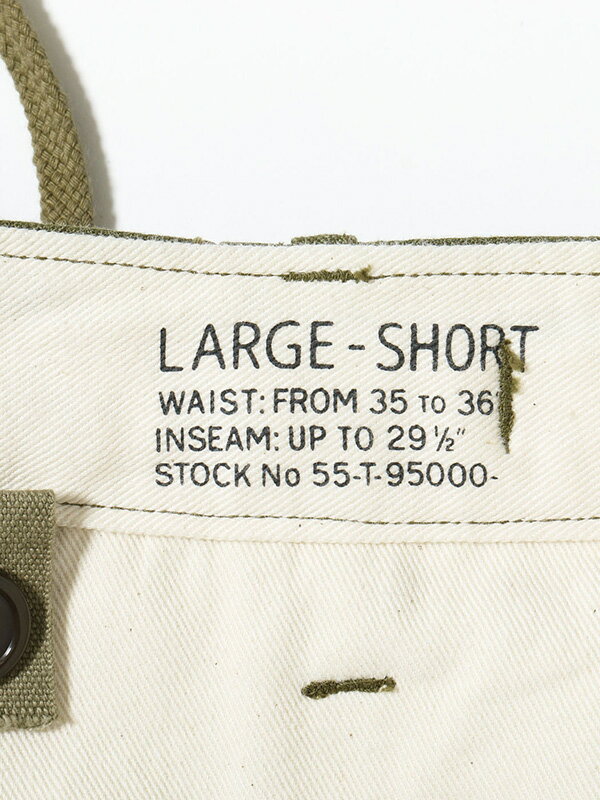 LARGE-SHORT
WAIST: FROM 35 TO 36"
INSEAM: UP TO 29 ½"
STOCK No 55-T-95000-